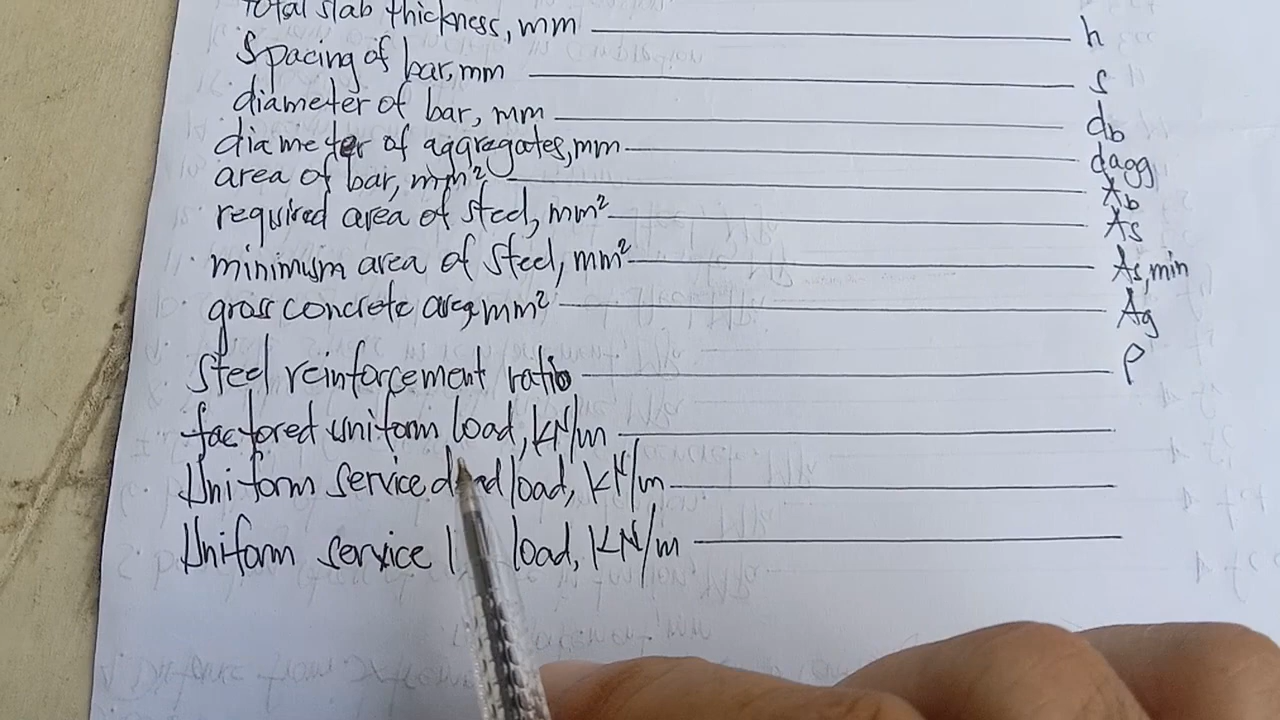 Total slab thickness, mm h
Spacing of bar, mm s
diameter of bar, mm db
diameter of aggregates, mm dagg
area of bar, mm² Ab
required area of steel, mm² As
minimum area of steel, mm² As,min
gross concrete area, mm² Ag
steel reinforcement ratio ρ
factored uniform load, kN/m
Uniform service dead load, kN/m
Uniform service load, kN/m